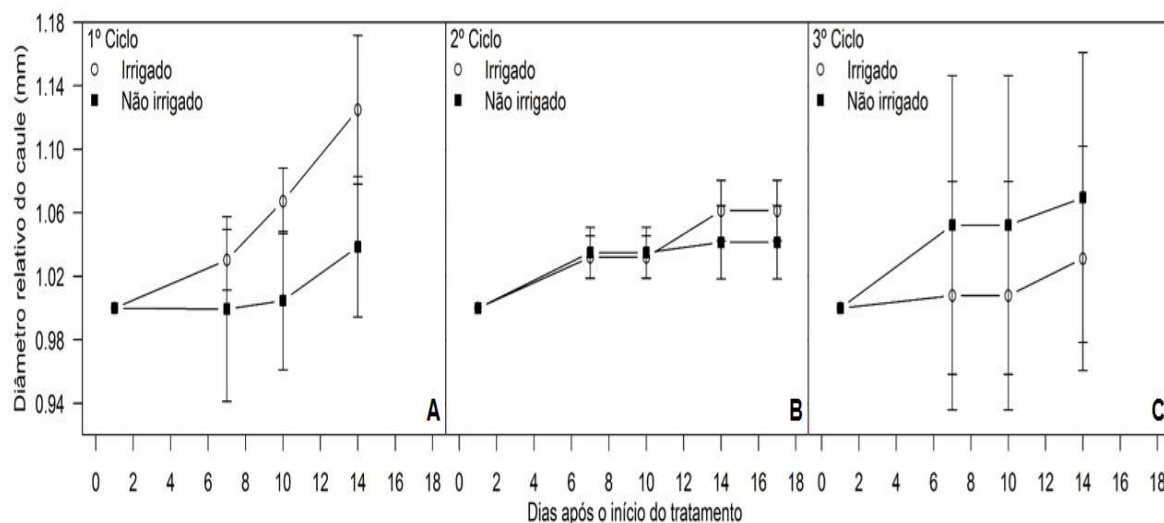 Diâmetro relativo do caule (mm)
1.18
1.14
1.10
1.06
1.02
0.98
0.94
1º Ciclo
Irrigado
Não irrigado
A
2º Ciclo
Irrigado
Não irrigado
B
3º Ciclo
Irrigado
Não irrigado
C
0 2 4 6 8 10 12 14 16 18
0 2 4 6 8 10 12 14 16 18
0 2 4 6 8 10 12 14 16 18
Dias após o início do tratamento